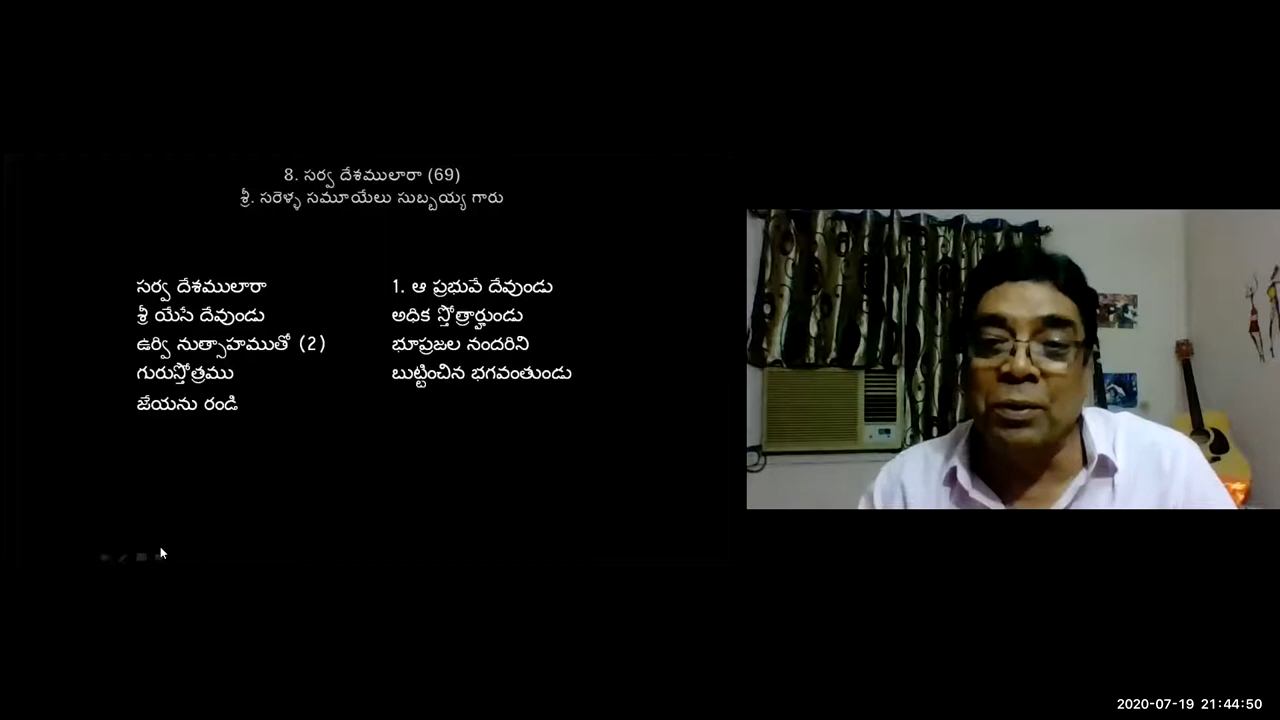 8. సర్వ దేశములారా (69)
శ్రీ. సరెళ్ళ సమూయేలు సుబ్బయ్య గారు
సర్వ దేశములారా
శ్రీ యేసే దేవుండు
ఉర్వి నుత్సాహముతో (2)
గురుస్తోత్రము
జేయను రండి
1. ఆ ప్రభువే దేవుండు
అధిక స్తోత్రార్హుండు
భూప్రజల నందరిని
బుట్టించిన భగవంతుండు
2020-07-19 21:44:50